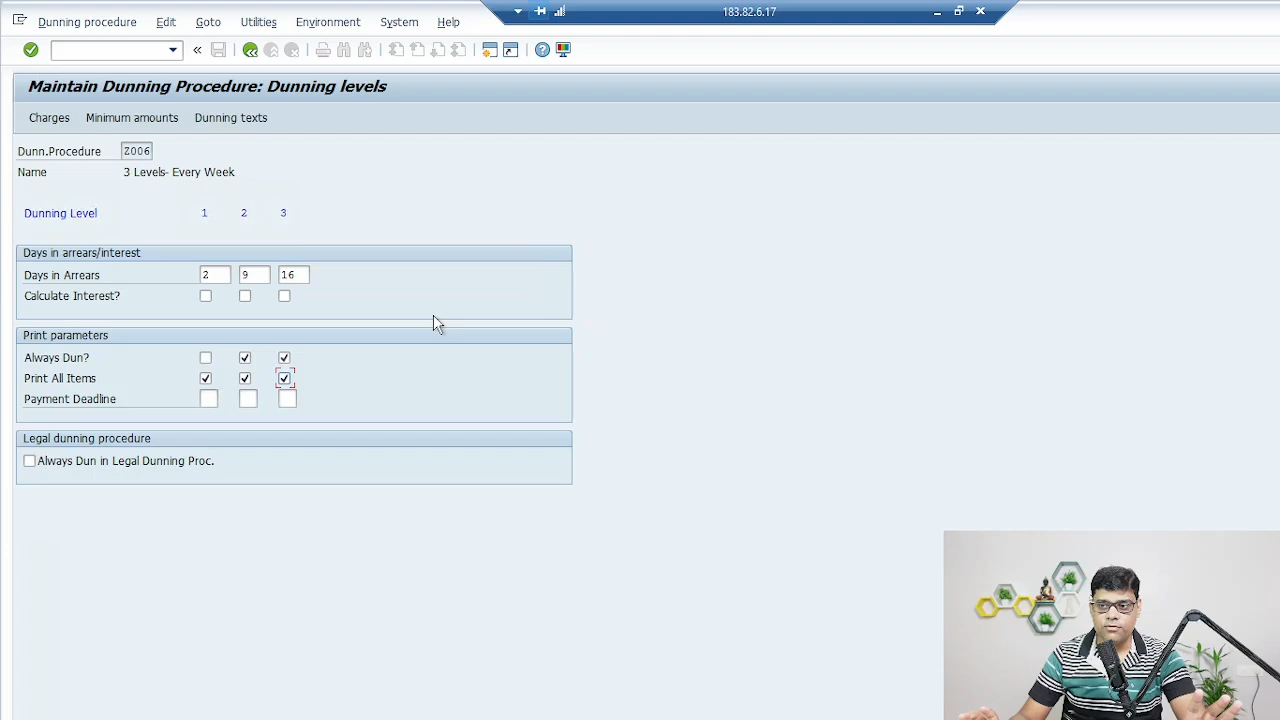 Dunning procedure Edit Goto Utilities Environment System Help
183.82.6.17
Maintain Dunning Procedure: Dunning levels
Charges Minimum amounts Dunning texts
Dunn.Procedure Z006
Name 3 Levels- Every Week
Dunning Level 1 2 3
Days in arrears/interest
Days in Arrears 2 9 16
Calculate Interest?
Print parameters
Always Dun?
Print All Items
Payment Deadline
Legal dunning procedure
Always Dun in Legal Dunning Proc.